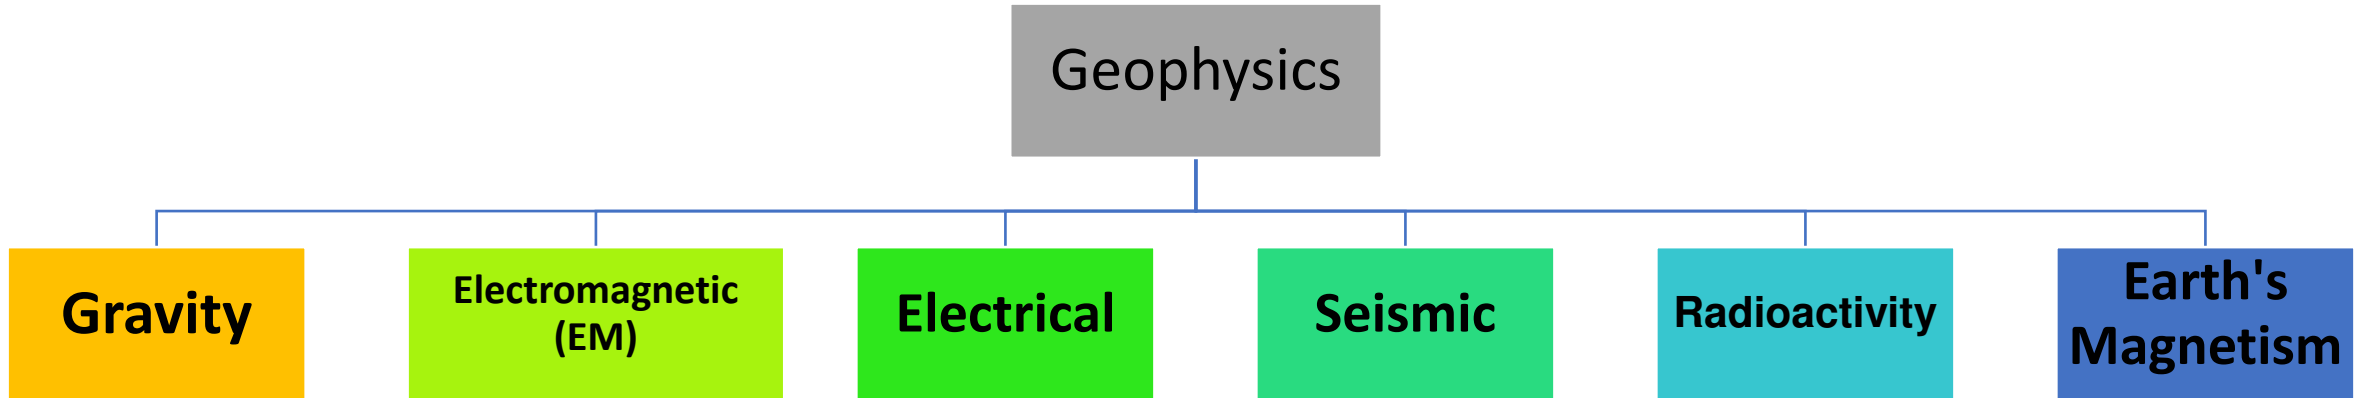 Geophysics
Gravity
Electromagnetic
(EM)
Electrical
Seismic
Radioactivity
Earth's
Magnetism